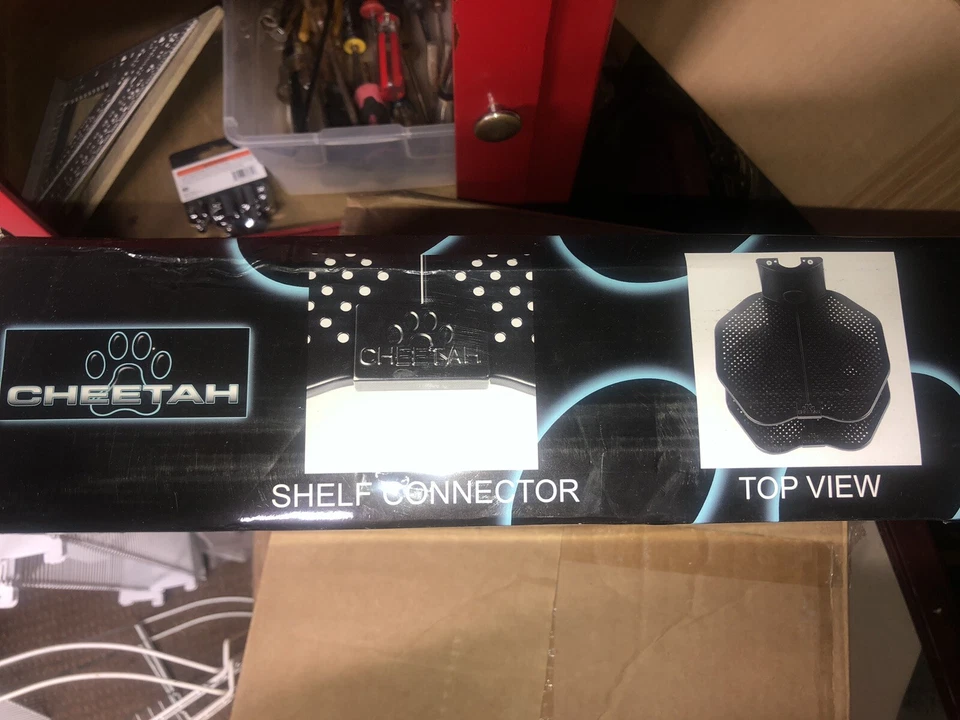 CHEETAH
CHEETAH
SHELF CONNECTOR
TOP VIEW